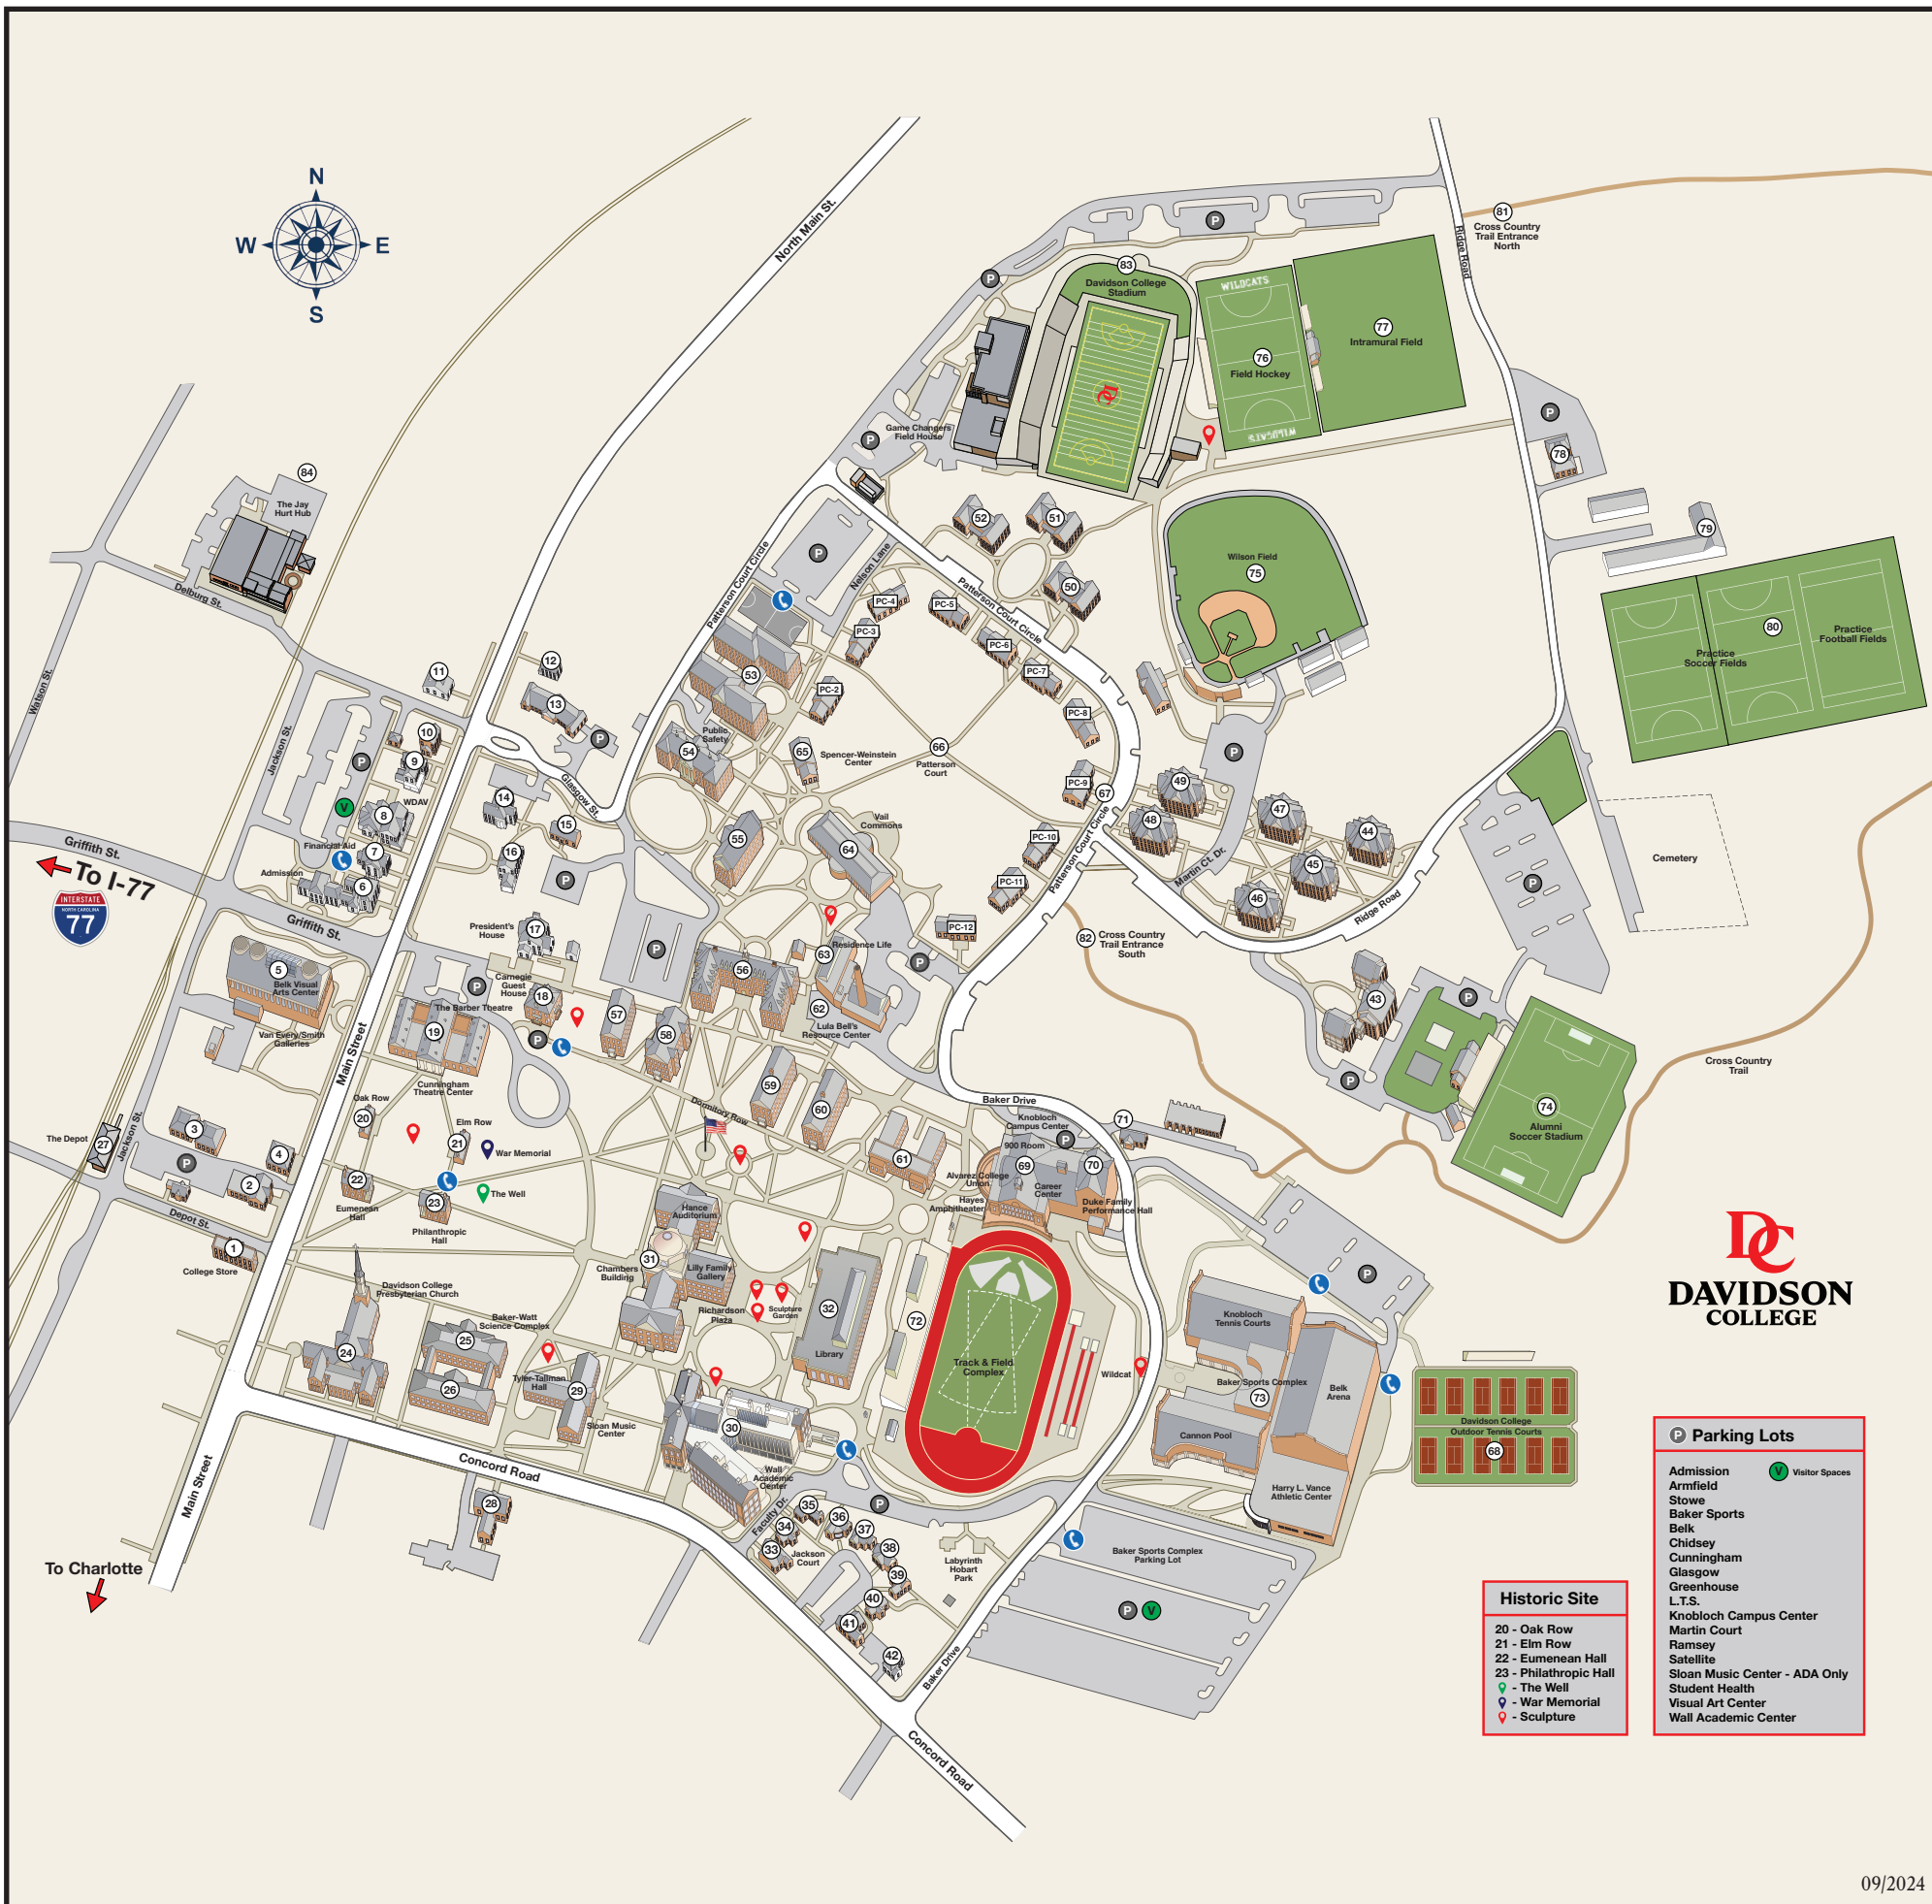 N
W
E
S
North Main St.
Ridge Road
81
Cross Country
Trail Entrance
North
P
P
83
Davidson College
Stadium
WILDCATS
76
Field Hockey
WILDCATS
77
Intramural Field
DC
Game Changers
Field House
P
P
78
79
84
The Jay
Hurt Hub
Delburg St.
Watson St.
Jackson St.
52
51
50
P
Nelson Lane
Patterson Court Circle
Patterson Court Circle
Wilson Field
75
80
Practice
Football Fields
Practice
Soccer Fields
PC-4
PC-5
PC-3
PC-6
PC-7
PC-2
PC-8
PC-9
PC-10
PC-11
PC-12
11
12
13
10
9
WDAV
P
P
V
8
Financial Aid
7
Admission
6
14
15
16
Glasgow St.
P
53
Public
Safety
54
65
Spencer-Weinstein
Center
66
Patterson
Court
67
P
49
48
47
44
45
46
Martin Ct. Dr.
Patterson Court Circle
Ridge Road
P
Cemetery
Griffith St.
To I-77
INTERSTATE
NORTH CAROLINA
77
Griffith St.
55
Vail
Commons
64
President's
House
17
P
Residence Life
63
P
82
Cross Country
Trail Entrance
South
5
Belk Visual
Arts Center
Van Every/Smith
Galleries
P
Carnegie
Guest
House
18
The Barber Theatre
19
P
Cunningham
Theatre Center
57
58
56
62
Lula Bell's
Resource Center
43
P
P
Cross Country
Trail
74
Alumni
Soccer Stadium
Main Street
Oak Row
20
Elm Row
21
War Memorial
The Well
22
Eumenean
Hall
23
Philanthropic
Hall
59
60
Dormitory Row
Baker Drive
Knobloch
Campus Center
P
71
900 Room
69
70
Alvarez College
Union
Career
Center
Hayes
Amphitheater
Duke Family
Performance Hall
61
The Depot
27
Jackson St.
3
P
4
2
Depot St.
1
College Store
Hance
Auditorium
31
Chambers
Building
Lilly Family
Gallery
Richardson
Plaza
Sculpture
Garden
32
Library
72
Track & Field
Complex
Wildcat
P
Davidson College
Presbyterian Church
24
Baker-Watt
Science Complex
25
26
Tyler-Tallman
Hall
29
Sloan Music
Center
30
Wall
Academic
Center
Knobloch
Tennis Courts
Baker Sports Complex
73
Belk
Arena
Cannon Pool
Harry L. Vance
Athletic Center
Davidson College
Outdoor Tennis Courts
68
DC
DAVIDSON
COLLEGE
Main Street
Concord Road
28
Faculty Dr.
P
33
34
35
36
37
38
39
40
41
42
Jackson
Court
Labyrinth
Hobart
Park
Baker Sports Complex
Parking Lot
P
V
Baker Drive
Concord Road
To Charlotte
Historic Site
20 - Oak Row
21 - Elm Row
22 - Eumenean Hall
23 - Philathropic Hall
- The Well
- War Memorial
- Sculpture
P Parking Lots
Admission
V Visitor Spaces
Armfield
Stowe
Baker Sports
Belk
Chidsey
Cunningham
Glasgow
Greenhouse
L.T.S.
Knobloch Campus Center
Martin Court
Ramsey
Satellite
Sloan Music Center - ADA Only
Student Health
Visual Art Center
Wall Academic Center
09/2024